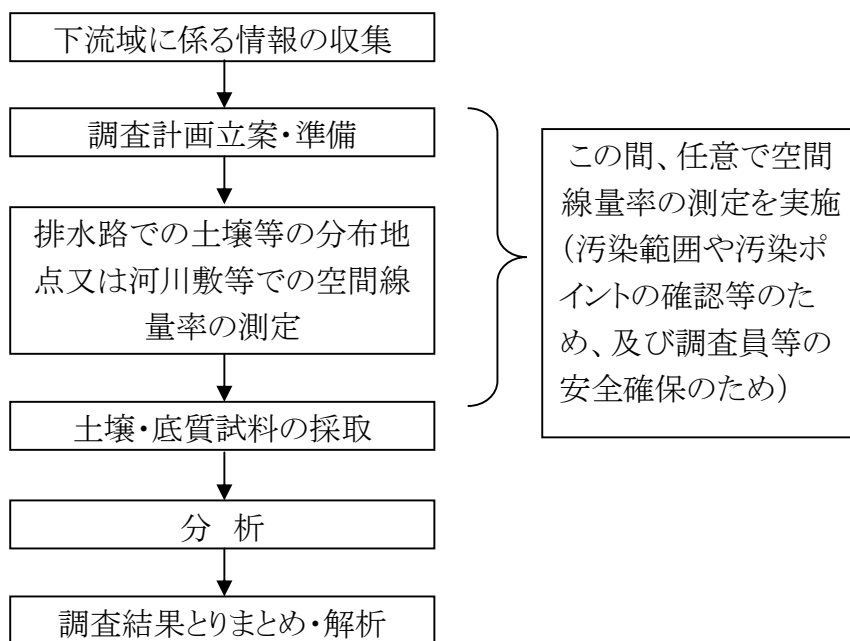 下流域に係る情報の収集
調査計画立案・準備
排水路での土壌等の分布地
点又は河川敷等での空間線
量率の測定
土壌・底質試料の採取
分 析
調査結果とりまとめ・解析
この間、任意で空間
線量率の測定を実施
(汚染範囲や汚染ポ
イントの確認等のた
め、及び調査員等の
安全確保のため)